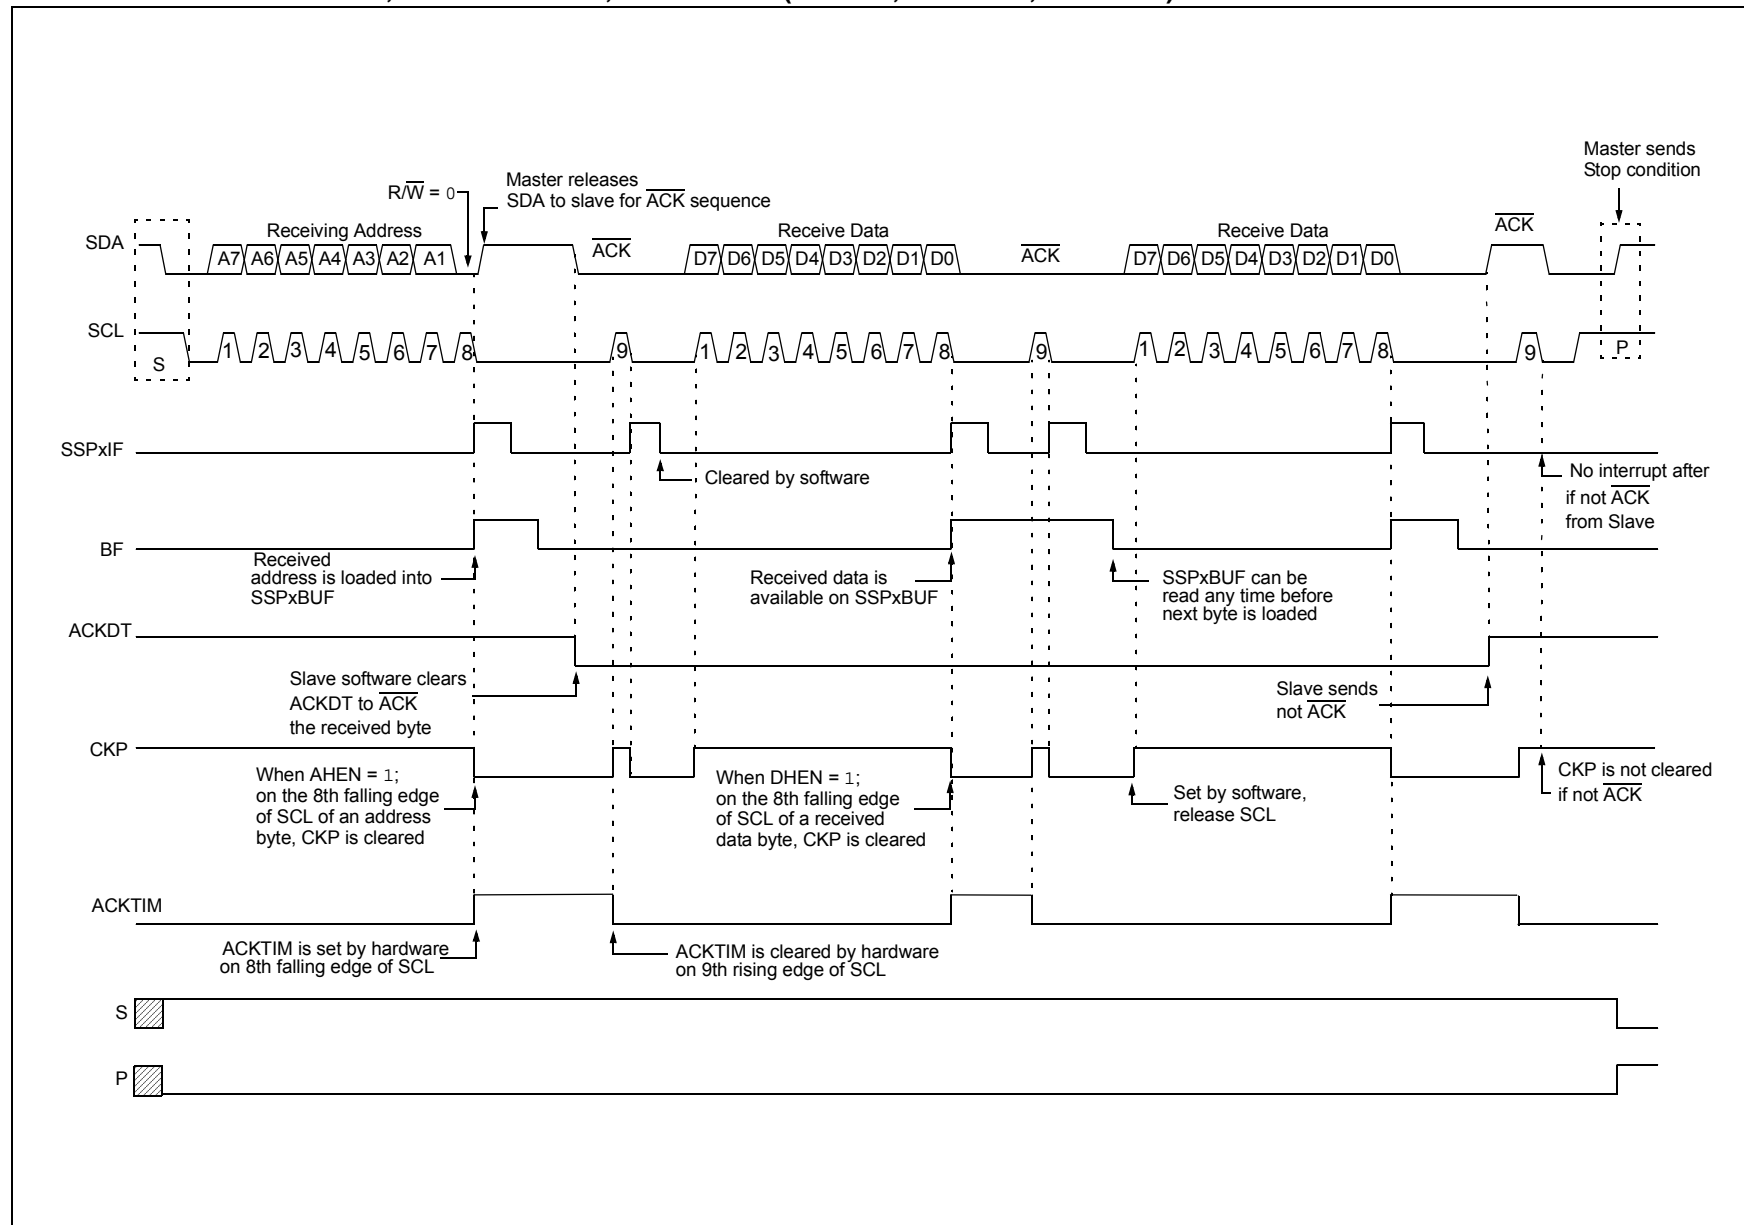 Master sends
Stop condition
R/W = 0
Master releases
SDA to slave for ACK sequence
SDA
Receiving Address
ACK
Receive Data
ACK
Receive Data
ACK
A7 A6 A5 A4 A3 A2 A1
D7 D6 D5 D4 D3 D2 D1 D0
D7 D6 D5 D4 D3 D2 D1 D0
SCL
S
1 2 3 4 5 6 7 8
9
1 2 3 4 5 6 7 8
9
1 2 3 4 5 6 7 8
9
P
SSPxIF
Cleared by software
No interrupt after
if not ACK
from Slave
BF
Received
address is loaded into
SSPxBUF
Received data is
available on SSPxBUF
SSPxBUF can be
read any time before
next byte is loaded
ACKDT
Slave software clears
ACKDT to ACK
the received byte
Slave sends
not ACK
CKP
When AHEN = 1;
on the 8th falling edge
of SCL of an address
byte, CKP is cleared
When DHEN = 1;
on the 8th falling edge
of SCL of a received
data byte, CKP is cleared
Set by software,
release SCL
CKP is not cleared
if not ACK
ACKTIM
ACKTIM is set by hardware
on 8th falling edge of SCL
ACKTIM is cleared by hardware
on 9th rising edge of SCL
S
P